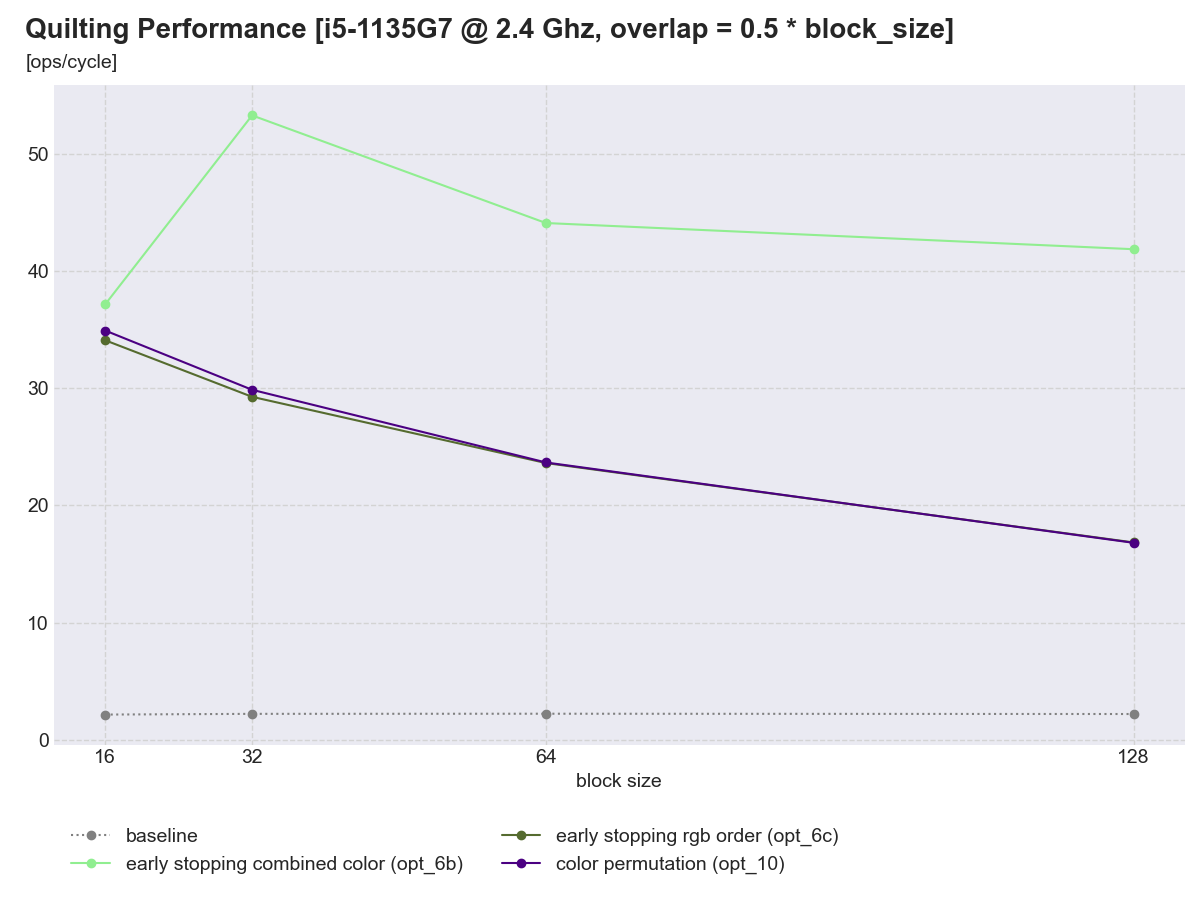 Quilting Performance [i5-1135G7 @ 2.4 Ghz, overlap = 0.5 * block_size]
[ops/cycle]
50
40
30
20
10
0
16 32 64 128
block size
baseline
early stopping combined color (opt_6b)
early stopping rgb order (opt_6c)
color permutation (opt_10)